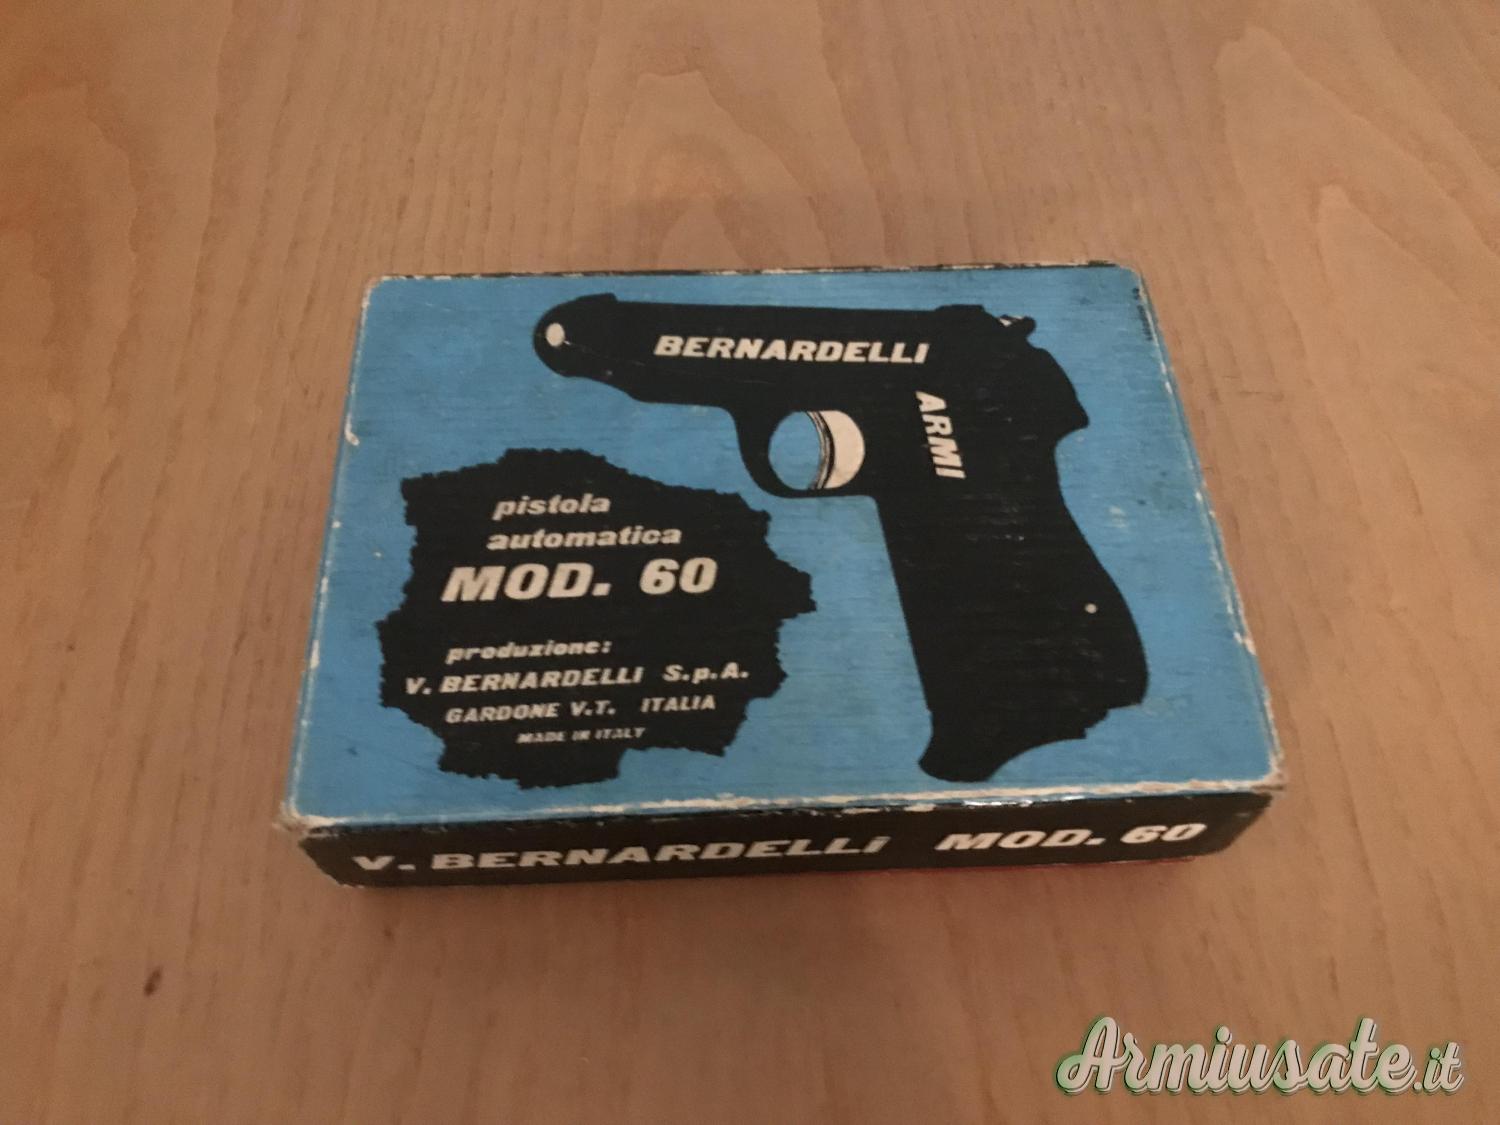 BERNARDELLI
ARMI
pistola
automatica
MOD. 60
produzione:
V. BERNARDELLI S.p.A.
GARDONE V.T. ITALIA
MADE IN ITALY
V. BERNARDELLi MOD. 60
Armiusate.it